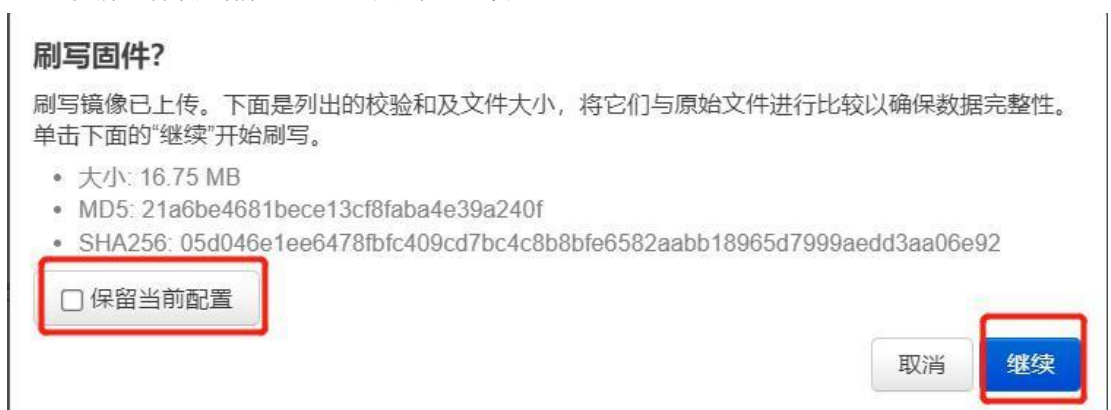 刷写固件?
刷写镜像已上传。下面是列出的校验和及文件大小，将它们与原始文件进行比较以确保数据完整性。
单击下面的“继续”开始刷写。
• 大小: 16.75 MB
• MD5: 21a6be4681bece13cf8faba4e39a240f
• SHA256: 05d046e1ee6478fbfc409cd7bc4c8b8bfe6582aabb18965d7999aedd3aa06e92
保留当前配置
取消 继续